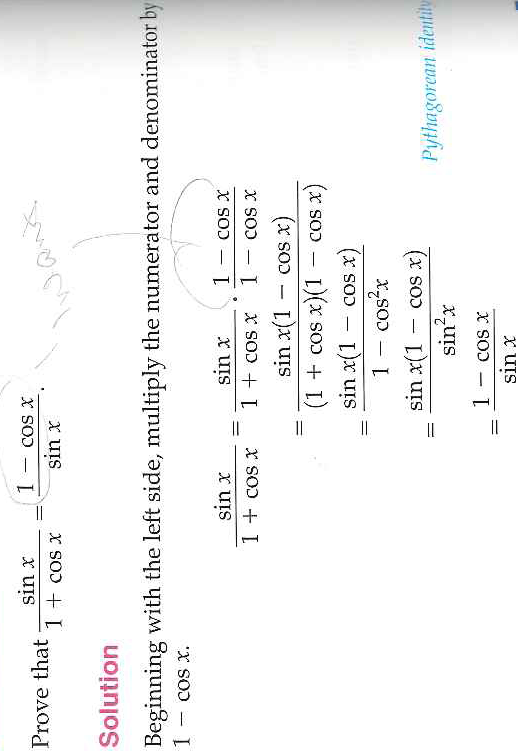 Prove that sin x / 1 + cos x = 1 − cos x / sin x.
Solution
Beginning with the left side, multiply the numerator and denominator by
1 − cos x.
sin x / 1 + cos x = sin x / 1 + cos x · 1 − cos x / 1 − cos x
= sin x(1 − cos x) / (1 + cos x)(1 − cos x)
= sin x(1 − cos x) / 1 − cos²x
= sin x(1 − cos x) / sin²x Pythagorean identity
= 1 − cos x / sin x